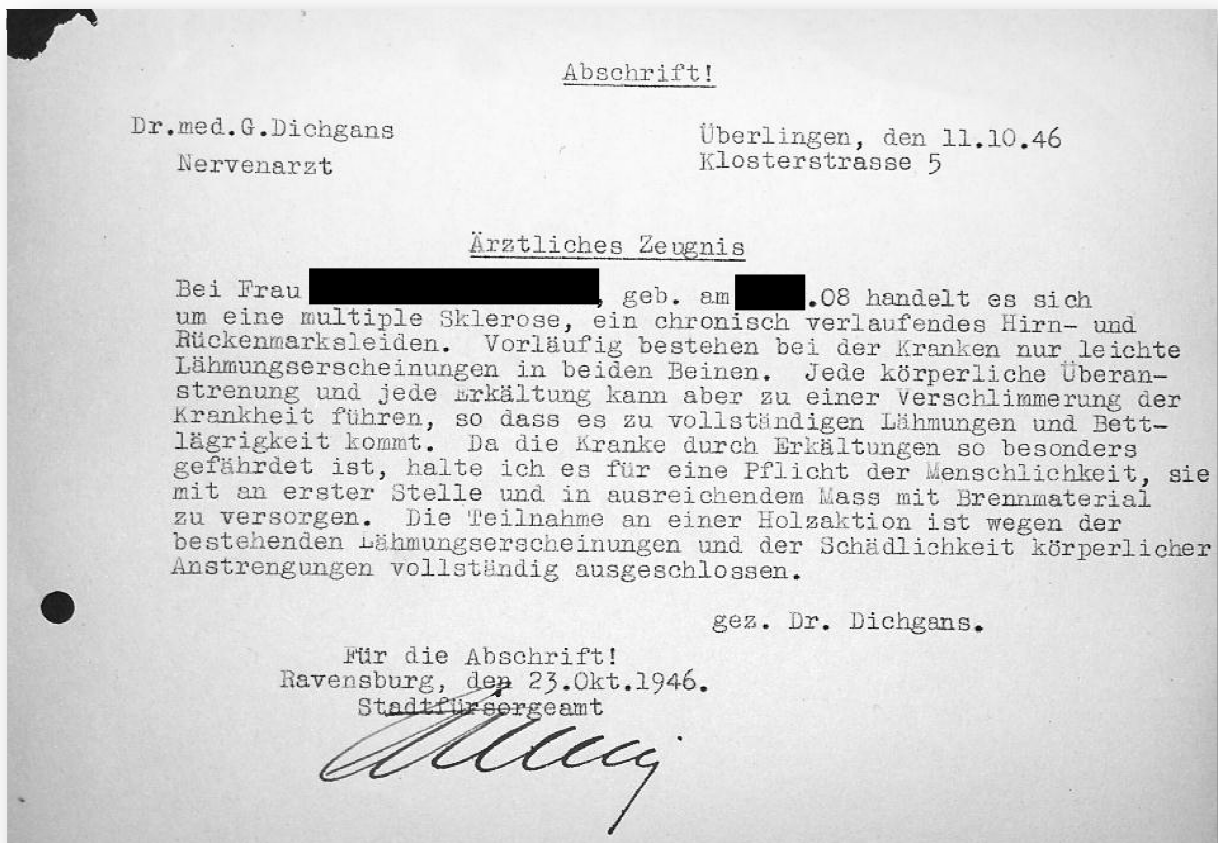 Abschrift!
Dr.med.G.Dichgans
Nervenarzt
Überlingen, den 11.10.46
Klosterstrasse 5
Ärztliches Zeugnis
Bei Frau , geb. am .08 handelt es sich
um eine multiple Sklerose, ein chronisch verlaufendes Hirn- und
Rückenmarksleiden. Vorläufig bestehen bei der Kranken nur leichte
Lähmungserscheinungen in beiden Beinen. Jede körperliche Überan-
strenung und jede Erkältung kann aber zu einer Verschlimmerung der
Krankheit führen, so dass es zu vollständigen Lähmungen und Bett-
lägrigkeit kommt. Da die Kranke durch Erkältungen so besonders
gefährdet ist, halte ich es für eine Pflicht der Menschlichkeit, sie
mit an erster Stelle und in ausreichendem Mass mit Brennmaterial
zu versorgen. Die Teilnahme an einer Holzaktion ist wegen der
bestehenden Lähmungserscheinungen und der Schädlichkeit körperlicher
Anstrengungen vollständig ausgeschlossen.
gez. Dr. Dichgans.
Für die Abschrift!
Ravensburg, den 23.Okt.1946.
Stadtfürsorgeamt